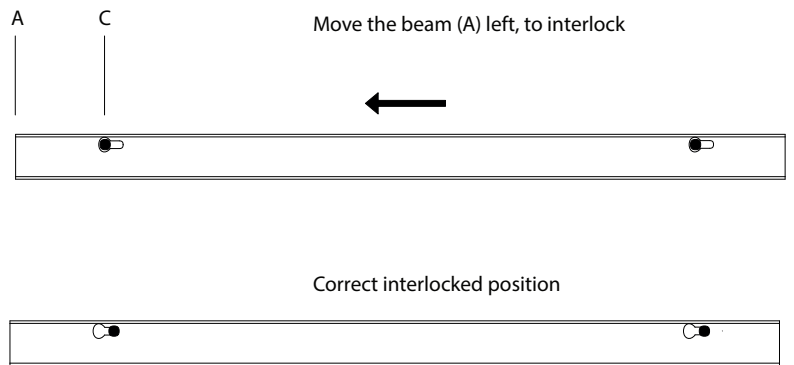 A
C
Move the beam (A) left, to interlock
Correct interlocked position